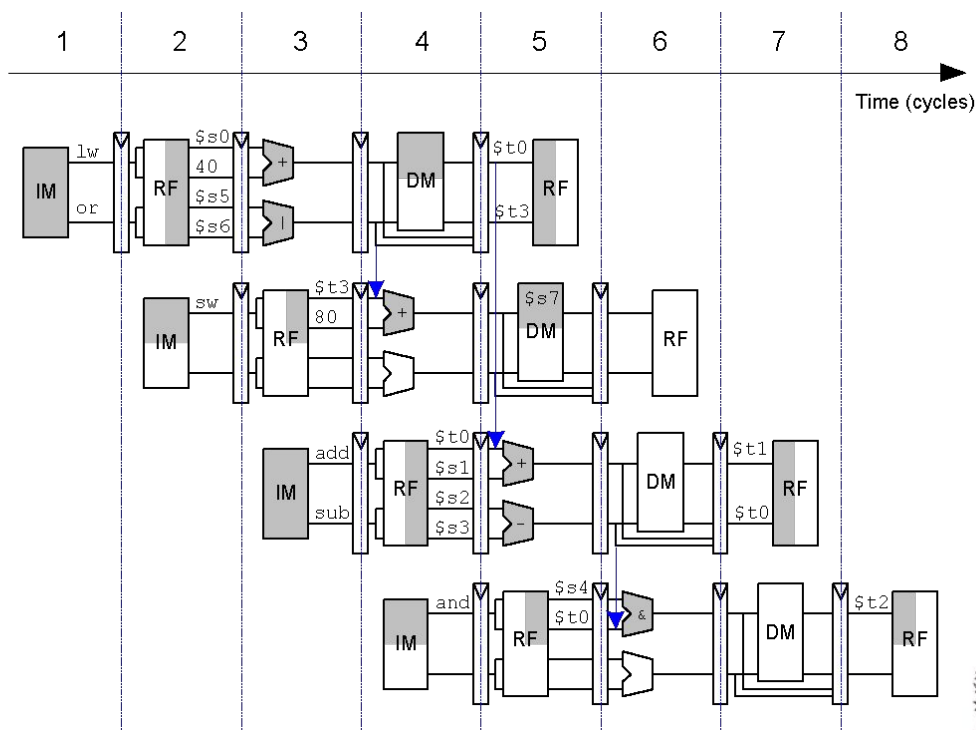 1 2 3 4 5 6 7 8
Time (cycles)
IM
lw
or
RF
$s0
40
$s5
$s6
+
|
DM
$t0
$t3
RF
IM
sw
RF
$t3
80
+
$s7
DM
RF
IM
add
sub
RF
$t0
$s1
$s2
$s3
+
-
DM
$t1
$t0
RF
IM
and
RF
$s4
$t0
&
DM
$t2
RF